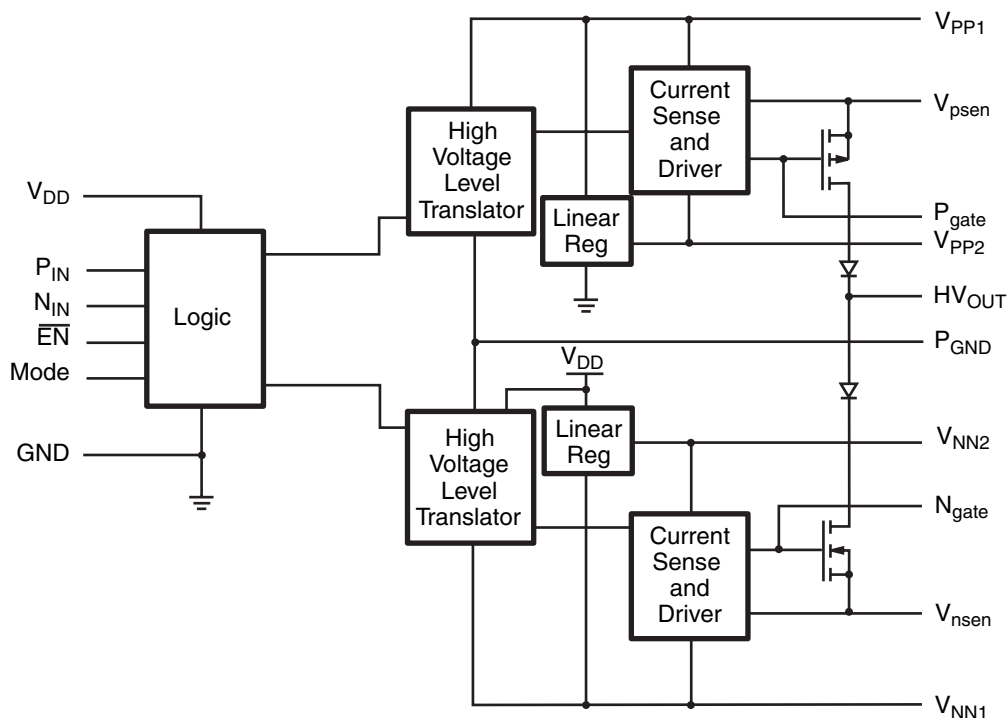 V_PP1
Current
Sense
and
Driver
V_psen
High
Voltage
Level
Translator
V_DD
Linear
Reg
P_gate
V_PP2
P_IN
N_IN
E̅N̅
Mode
Logic
HV_OUT
P_GND
V_DD
GND
High
Voltage
Level
Translator
Linear
Reg
V_NN2
N_gate
Current
Sense
and
Driver
V_nsen
V_NN1